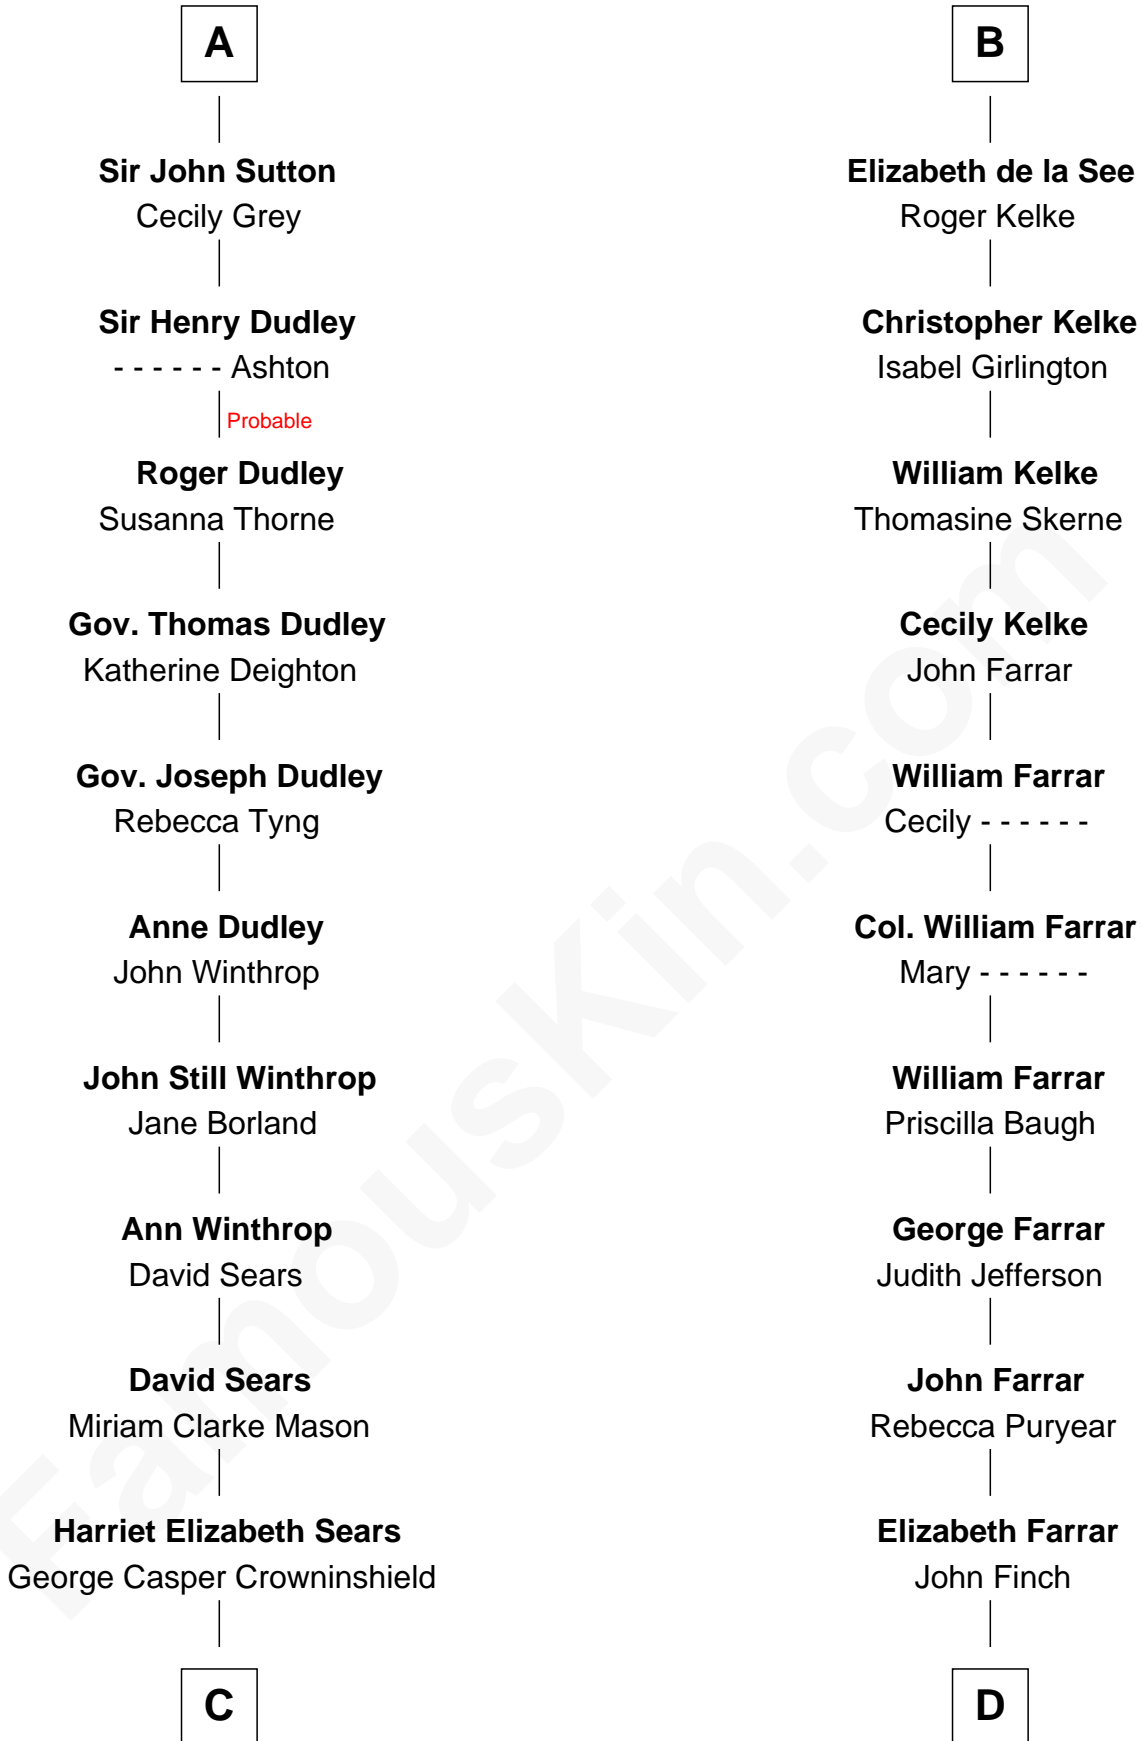 A
Sir John Sutton
Cecily Grey
Sir Henry Dudley
- - - - - - Ashton
Probable
Roger Dudley
Susanna Thorne
Gov. Thomas Dudley
Katherine Deighton
Gov. Joseph Dudley
Rebecca Tyng
Anne Dudley
John Winthrop
John Still Winthrop
Jane Borland
Ann Winthrop
David Sears
David Sears
Miriam Clarke Mason
Harriet Elizabeth Sears
George Casper Crowninshield
C
B
Elizabeth de la See
Roger Kelke
Christopher Kelke
Isabel Girlington
William Kelke
Thomasine Skerne
Cecily Kelke
John Farrar
William Farrar
Cecily - - - - - -
Col. William Farrar
Mary - - - - - -
William Farrar
Priscilla Baugh
George Farrar
Judith Jefferson
John Farrar
Rebecca Puryear
Elizabeth Farrar
John Finch
D
FamousKin.com